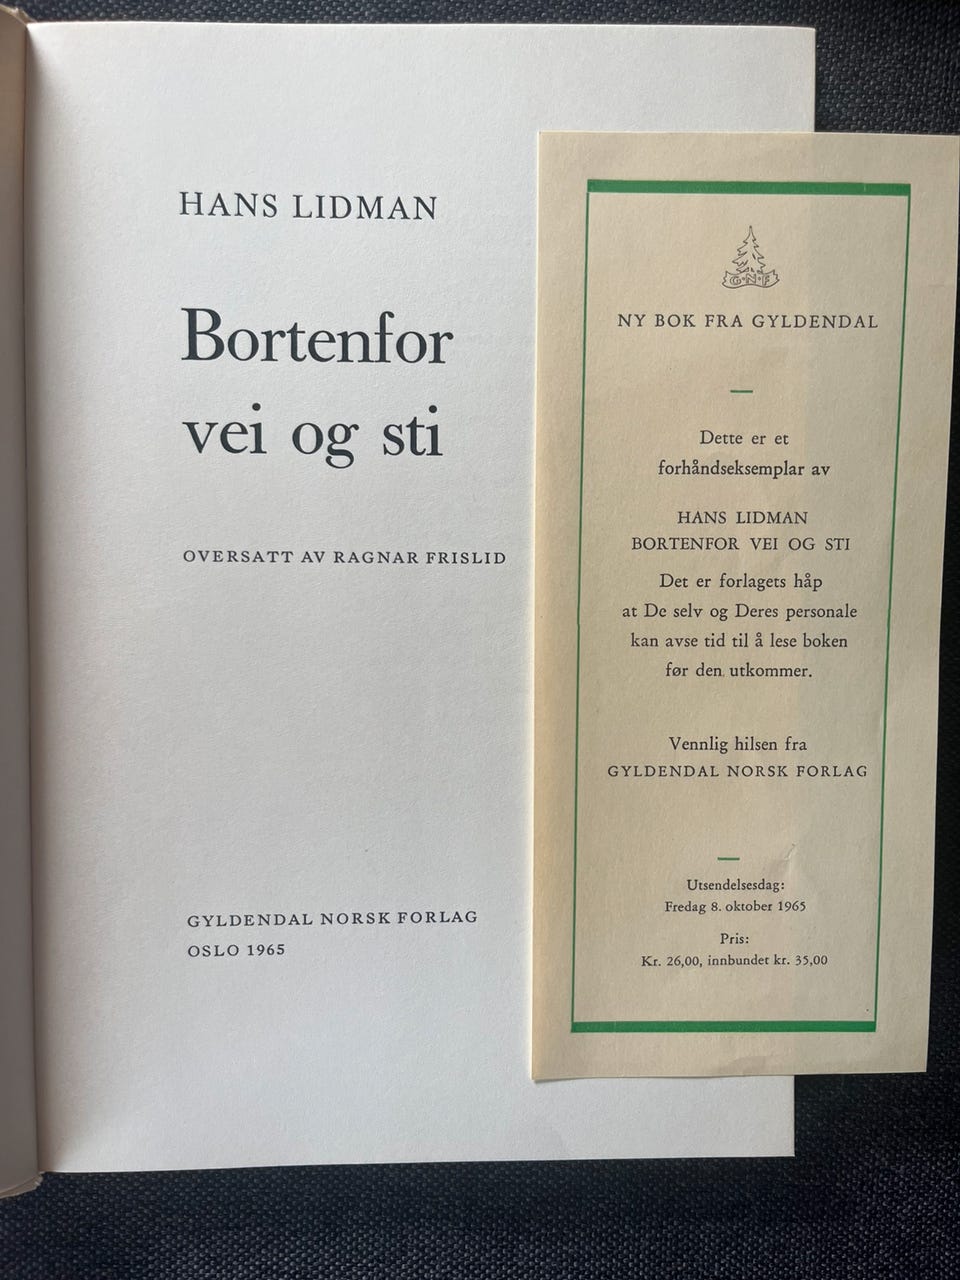 HANS LIDMAN
Bortenfor
vei og sti
OVERSATT AV RAGNAR FRISLID
GYLDENDAL NORSK FORLAG
OSLO 1965
G·N·F
NY BOK FRA GYLDENDAL
Dette er et
forhåndseksemplar av
HANS LIDMAN
BORTENFOR VEI OG STI
Det er forlagets håp
at De selv og Deres personale
kan avse tid til å lese boken
før den utkommer.
Vennlig hilsen fra
GYLDENDAL NORSK FORLAG
Utsendelsesdag:
Fredag 8. oktober 1965
Pris:
Kr. 26,00, innbundet kr. 35,00